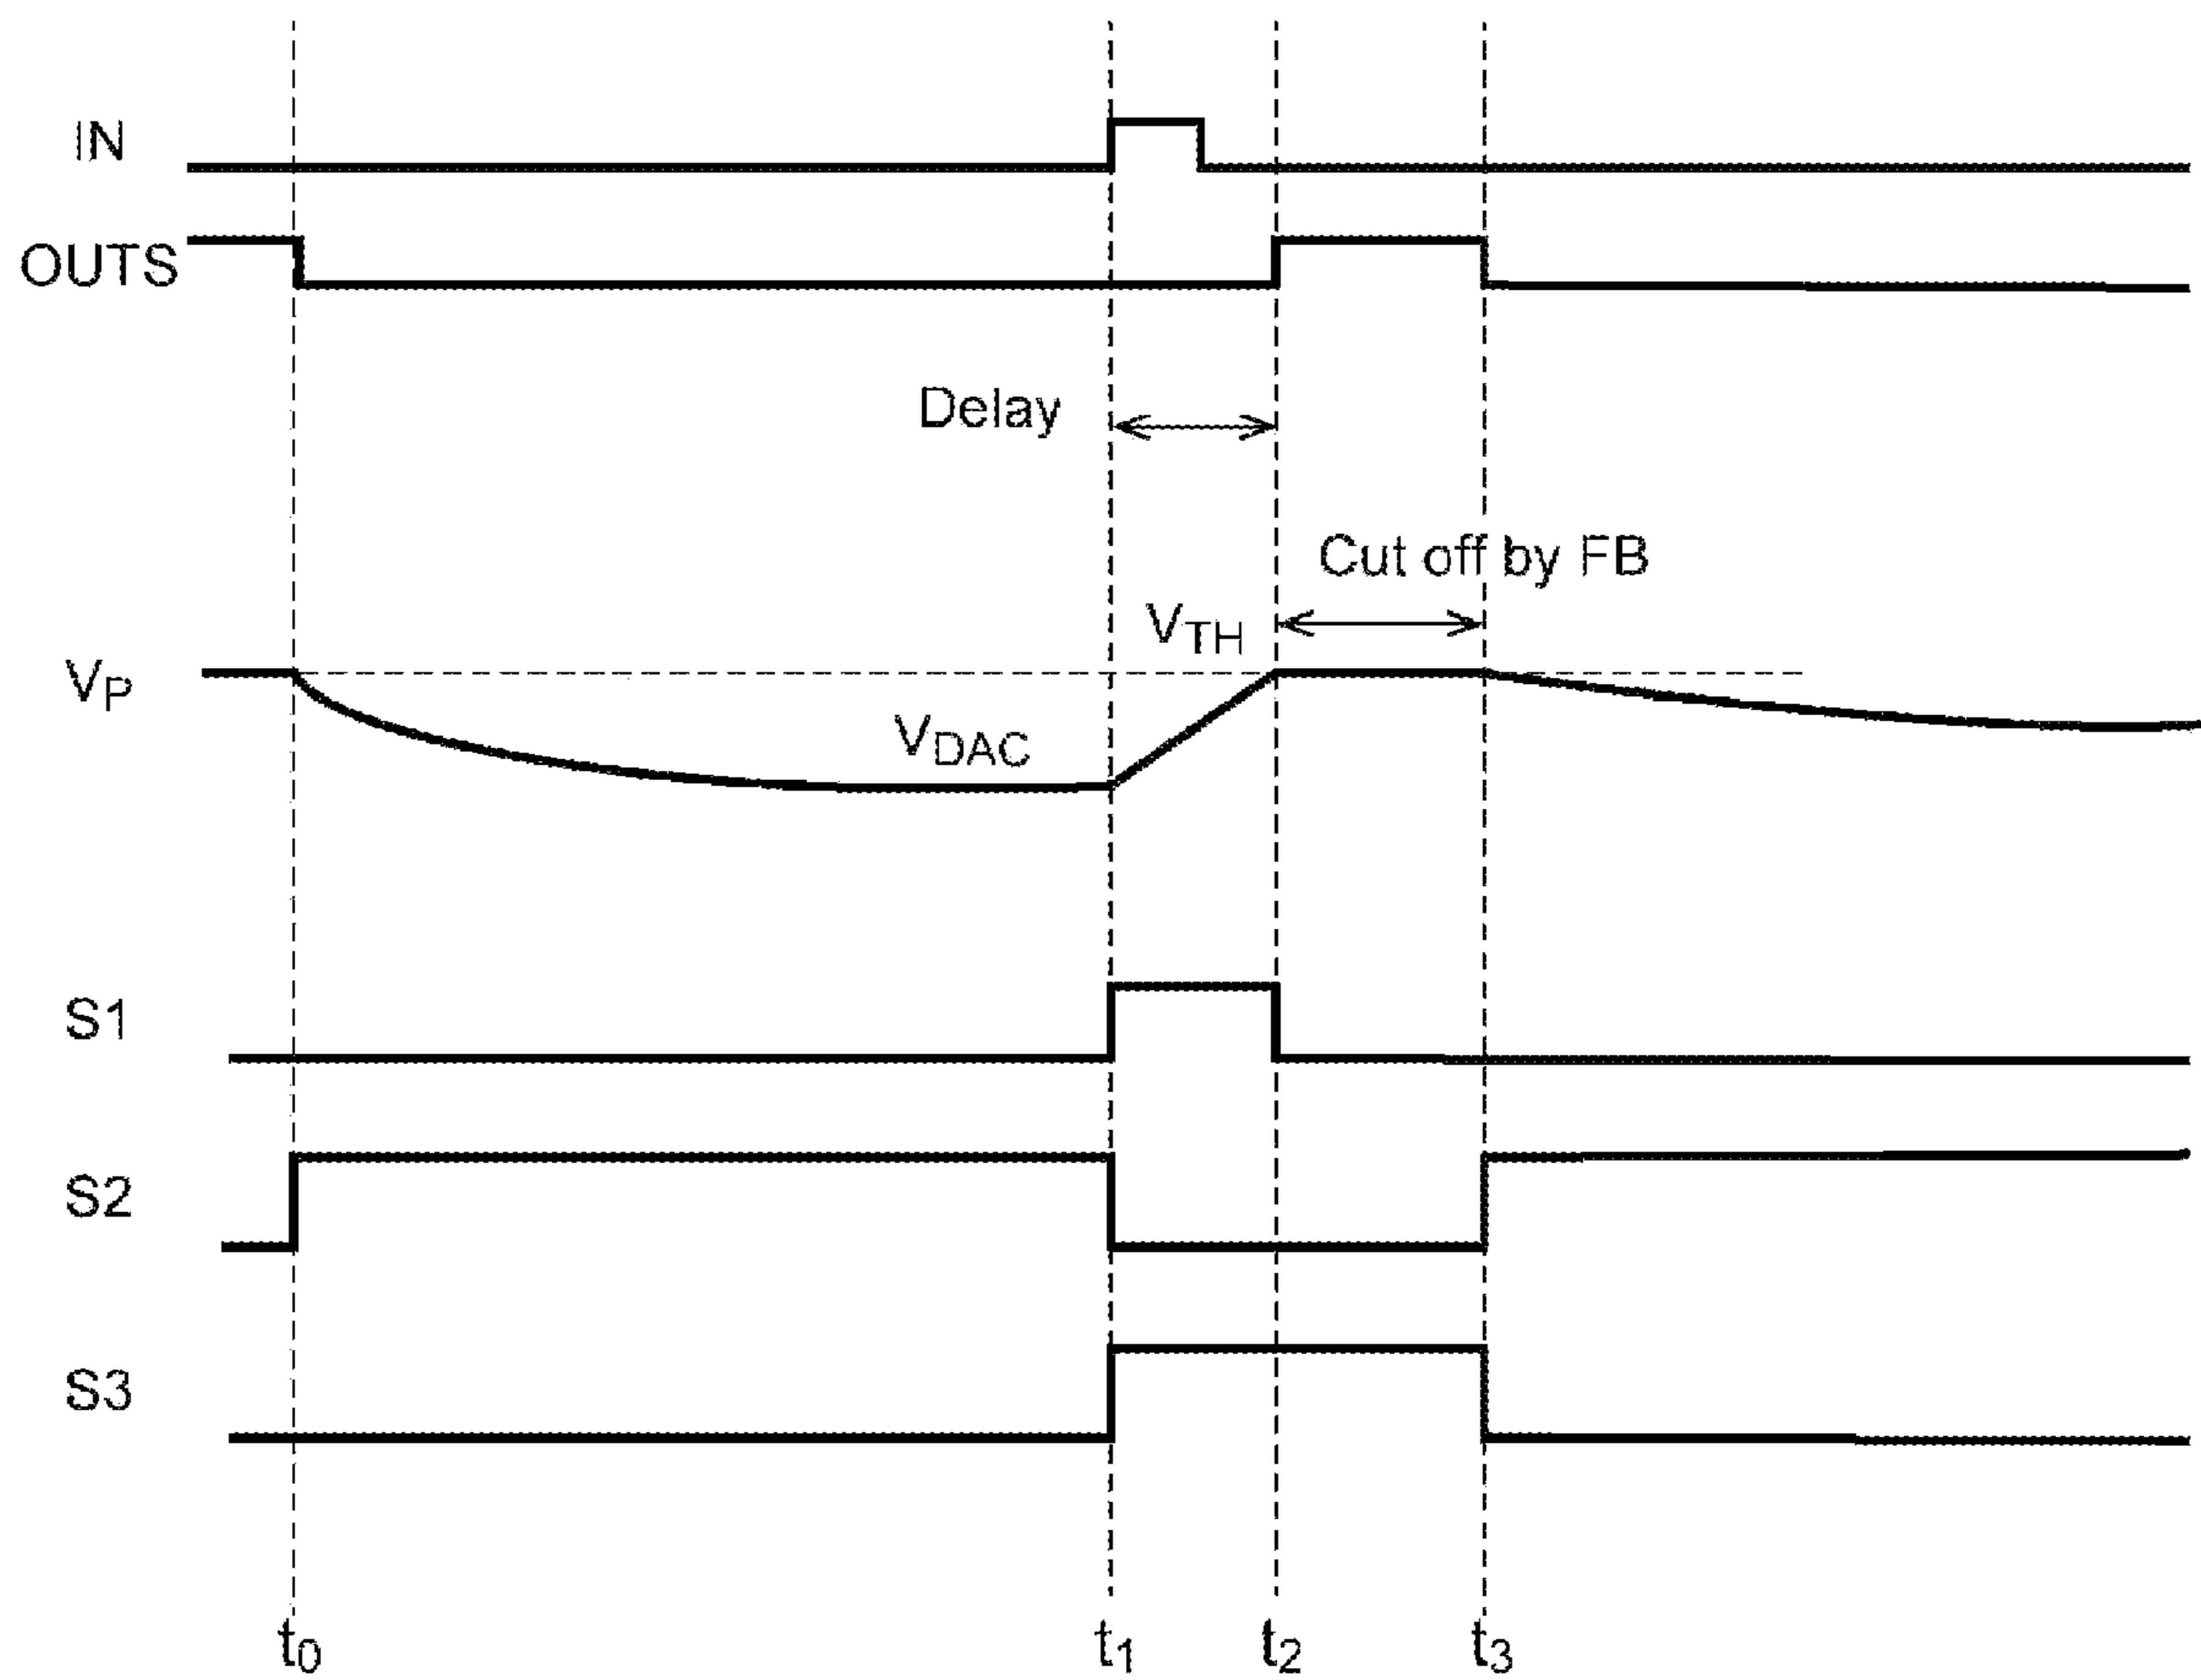 IN
OUTS
Delay
Cut off by FB
VTH
VP
VDAC
S1
S2
S3
t0 t1 t2 t3